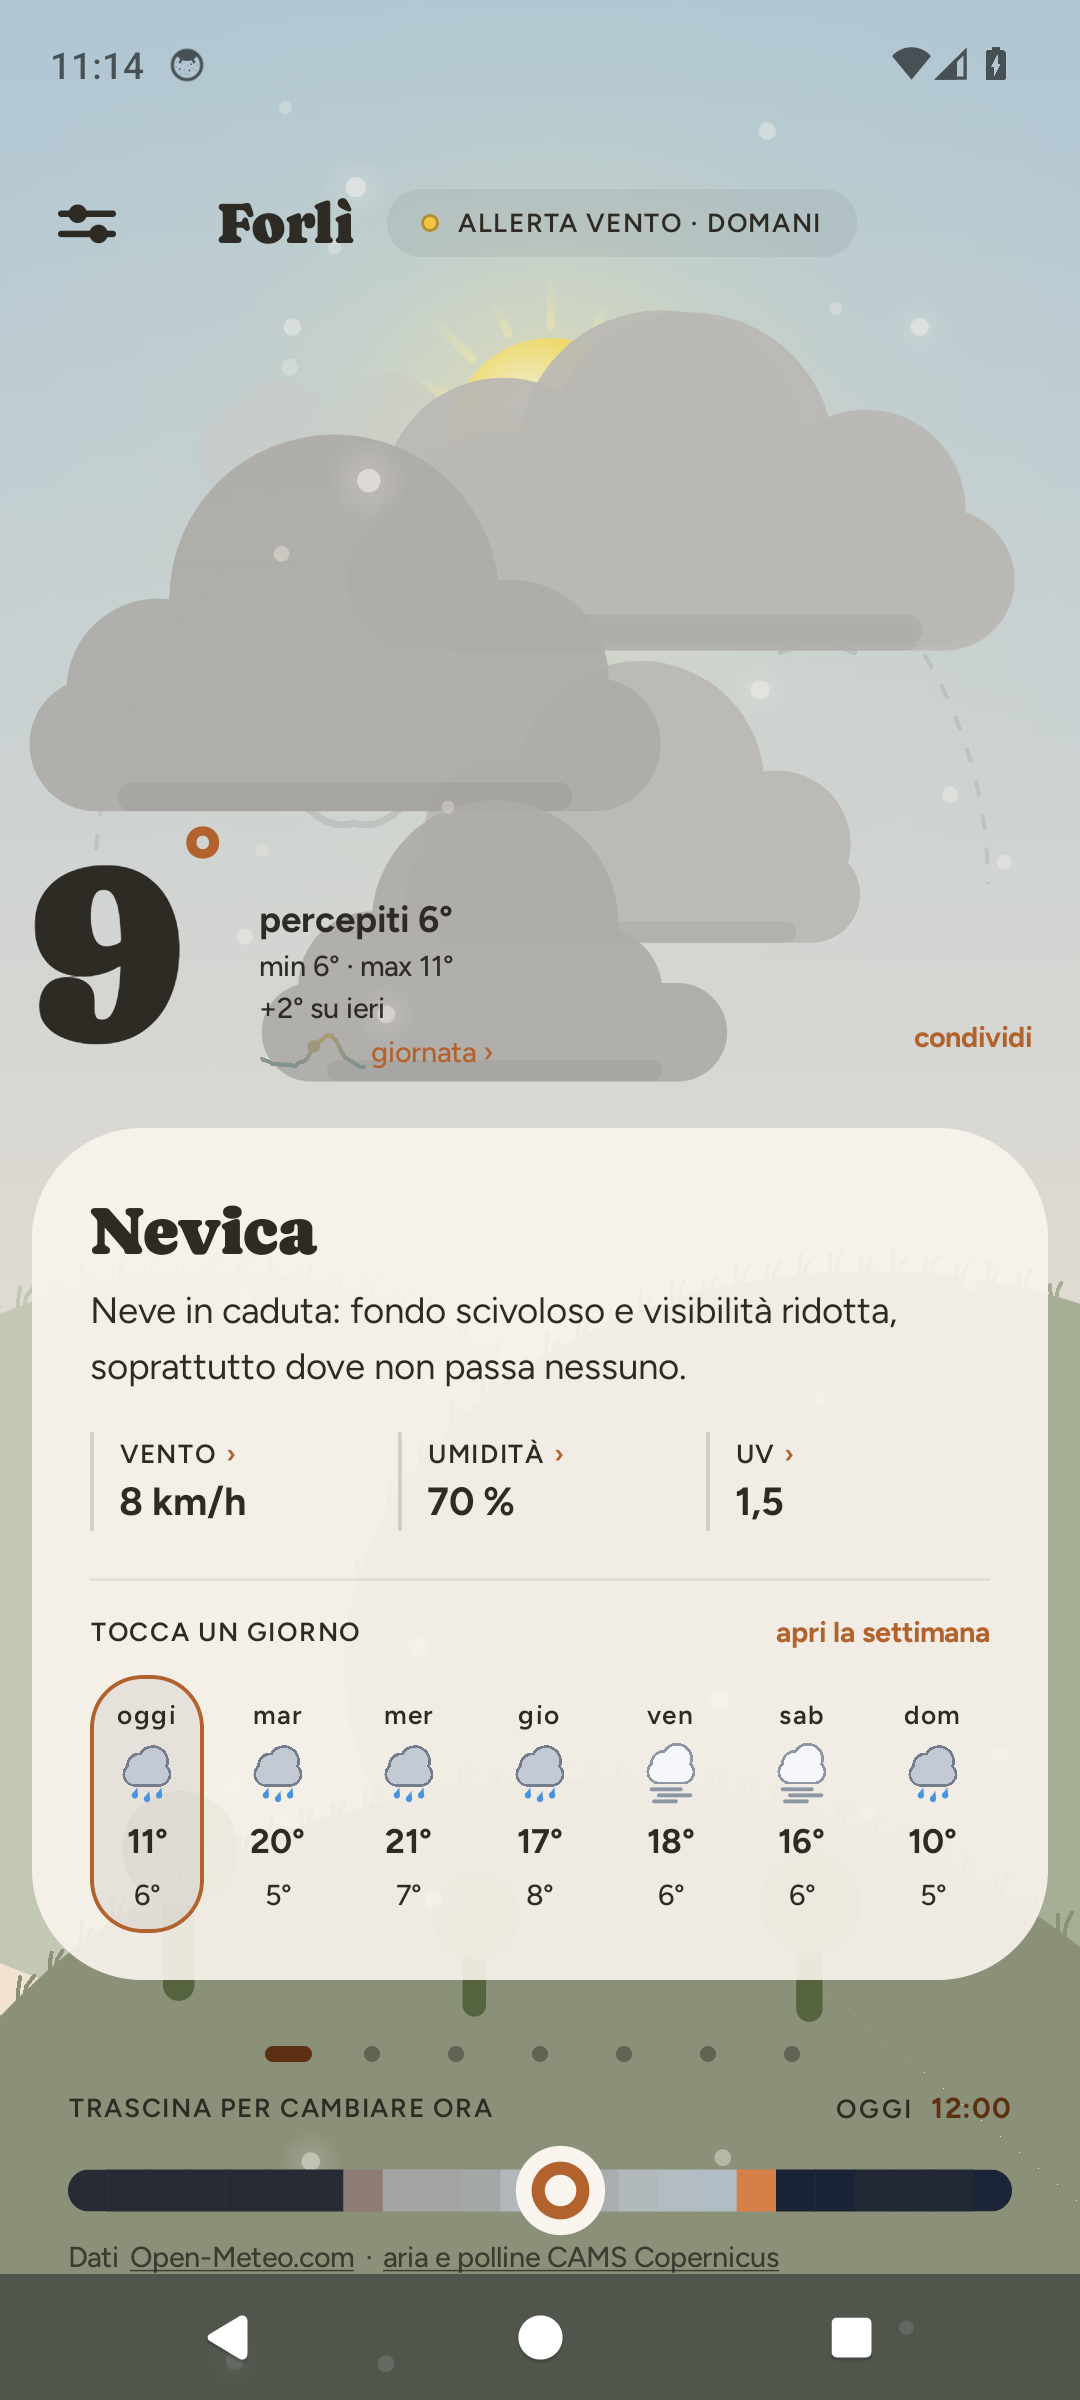 11:14
Forlì
ALLERTA VENTO · DOMANI
9°
percepiti 6°
min 6° · max 11°
+2° su ieri
giornata ›
condividi
Nevica
Neve in caduta: fondo scivoloso e visibilità ridotta,
soprattutto dove non passa nessuno.
VENTO › UMIDITÀ › UV ›
8 km/h 70 % 1,5
TOCCA UN GIORNO apri la settimana
oggi mar mer gio ven sab dom
11° 20° 21° 17° 18° 16° 10°
6° 5° 7° 8° 6° 6° 5°
TRASCINA PER CAMBIARE ORA OGGI 12:00
Dati Open-Meteo.com · aria e polline CAMS Copernicus